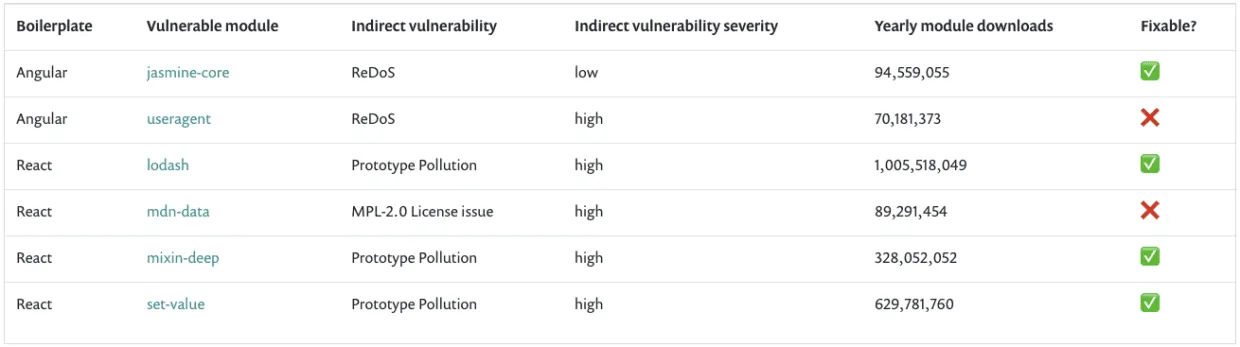 Boilerplate Vulnerable module Indirect vulnerability Indirect vulnerability severity Yearly module downloads Fixable?
Angular jasmine-core ReDoS low 94,559,055 ✅
Angular useragent ReDoS high 70,181,373 ❌
React lodash Prototype Pollution high 1,005,518,049 ✅
React mdn-data MPL-2.0 License issue high 89,291,454 ❌
React mixin-deep Prototype Pollution high 328,052,052 ✅
React set-value Prototype Pollution high 629,781,760 ✅